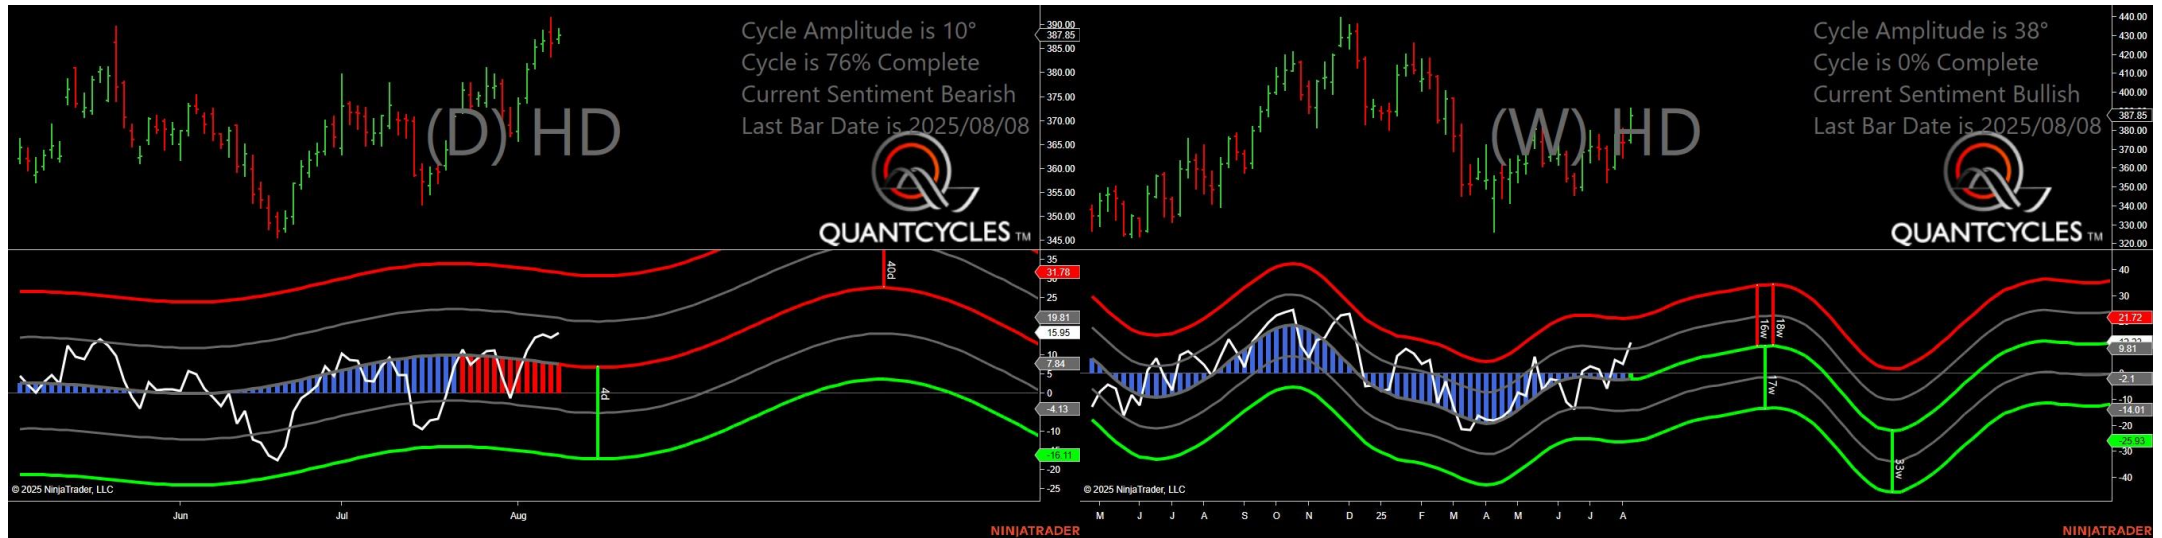 Cycle Amplitude is 10°
Cycle is 76% Complete
Current Sentiment Bearish
Last Bar Date is 2025/08/08
(D) HD
QUANTCYCLES TM
390.00
387.85
385.00
380.00
375.00
370.00
365.00
360.00
355.00
350.00
345.00
40d
4d
35
31.78
30
25
19.81
15.95
10
7.84
5
0
-4.13
-10
-16.11
-20
-25
© 2025 NinjaTrader, LLC
Jun Jul Aug
NINJATRADER
Cycle Amplitude is 38°
Cycle is 0% Complete
Current Sentiment Bullish
Last Bar Date is 2025/08/08
(W) HD
QUANTCYCLES TM
440.00
430.00
420.00
410.00
400.00
387.85
380.00
370.00
360.00
350.00
340.00
330.00
320.00
16w
18w
17w
33w
40
30
21.72
9.81
-2.1
-10
-14.01
-20
-25.93
-30
-40
© 2025 NinjaTrader, LLC
M J J A S O N D 25 F M A M J J A
NINJATRADER